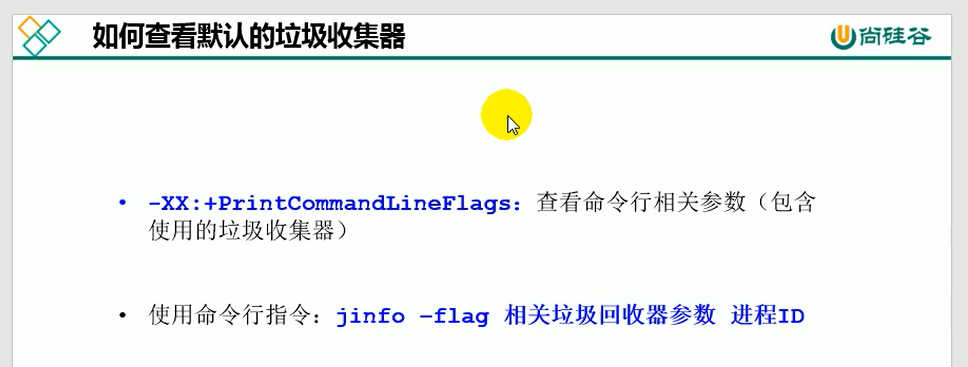 如何查看默认的垃圾收集器
尚硅谷
• -XX:+PrintCommandLineFlags: 查看命令行相关参数（包含
使用的垃圾收集器）
• 使用命令行指令: jinfo -flag 相关垃圾回收器参数 进程ID